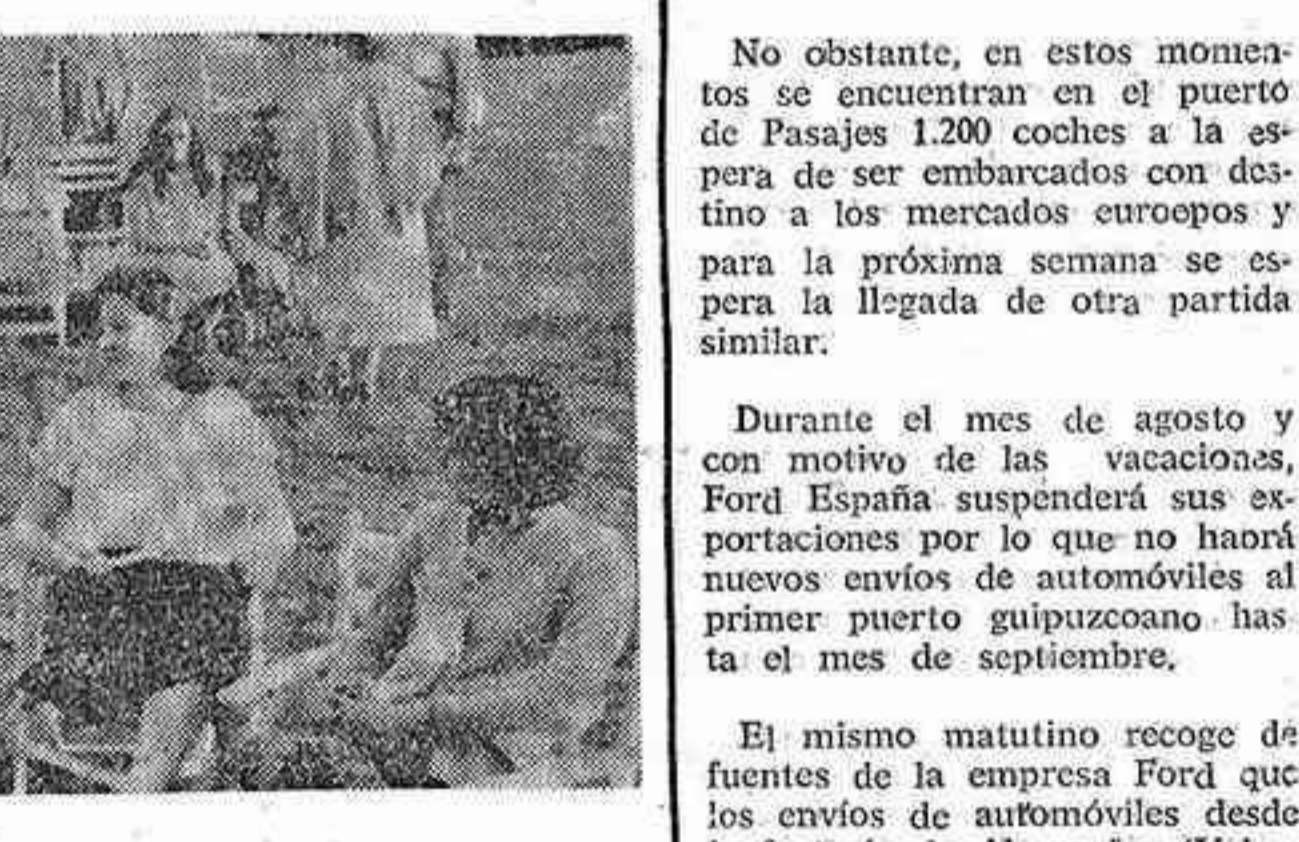 No obstante, en estos momen-
tos se encuentran en el puerto
de Pasajes 1.200 coches a la es-
pera de ser embarcados con des-
tino a los mercados euroepos y
para la próxima semana se es-
pera la llegada de otra partida
similar.
Durante el mes de agosto y
con motivo de las vacaciones,
Ford España suspenderá sus ex-
portaciones por lo que no habrá
nuevos envíos de automóviles al
primer puerto guipuzcoano has
ta el mes de septiembre.
El mismo matutino recoge de
fuentes de la empresa Ford que
los envíos de automóviles desde